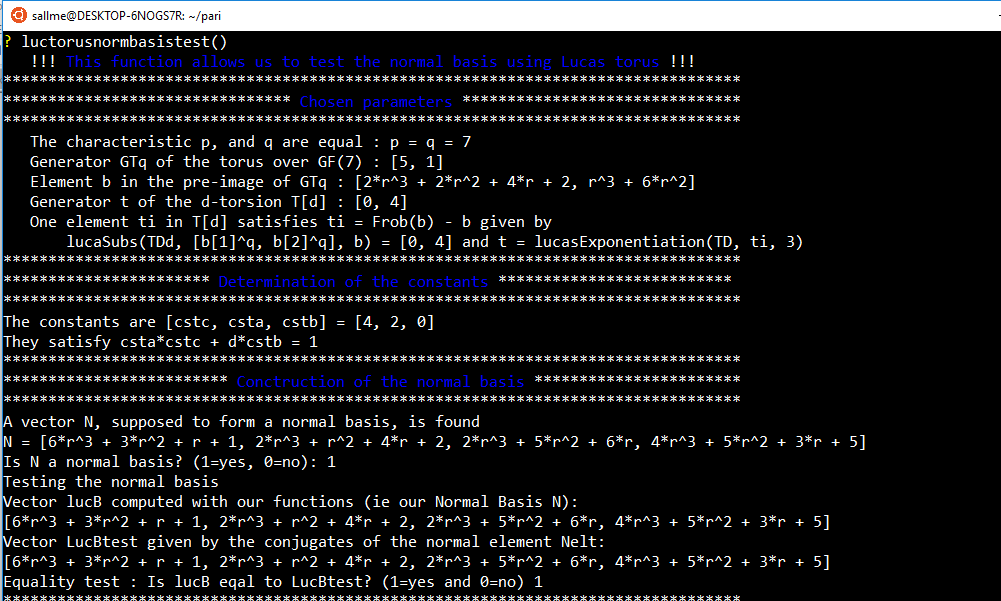 sallme@DESKTOP-6NOGS7R: ~/pari
? luctorusnormbasistest()
!!! This function allows us to test the normal basis using Lucas torus !!!
**********************************************************************************
******************************** Chosen parameters *******************************
**********************************************************************************
The characteristic p, and q are equal : p = q = 7
Generator GTq of the torus over GF(7) : [5, 1]
Element b in the pre-image of GTq : [2*r^3 + 2*r^2 + 4*r + 2, r^3 + 6*r^2]
Generator t of the d-torsion T[d] : [0, 4]
One element ti in T[d] satisfies ti = Frob(b) - b given by
lucaSubs(TDd, [b[1]^q, b[2]^q], b) = [0, 4] and t = lucasExponentiation(TD, ti, 3)
**********************************************************************************
*********************** Determination of the constants **************************
**********************************************************************************
The constants are [cstc, csta, cstb] = [4, 2, 0]
They satisfy csta*cstc + d*cstb = 1
**********************************************************************************
************************* Conctruction of the normal basis ***********************
**********************************************************************************
A vector N, supposed to form a normal basis, is found
N = [6*r^3 + 3*r^2 + r + 1, 2*r^3 + r^2 + 4*r + 2, 2*r^3 + 5*r^2 + 6*r, 4*r^3 + 5*r^2 + 3*r + 5]
Is N a normal basis? (1=yes, 0=no): 1
Testing the normal basis
Vector lucB computed with our functions (ie our Normal Basis N):
[6*r^3 + 3*r^2 + r + 1, 2*r^3 + r^2 + 4*r + 2, 2*r^3 + 5*r^2 + 6*r, 4*r^3 + 5*r^2 + 3*r + 5]
Vector LucBtest given by the conjugates of the normal element Nelt:
[6*r^3 + 3*r^2 + r + 1, 2*r^3 + r^2 + 4*r + 2, 2*r^3 + 5*r^2 + 6*r, 4*r^3 + 5*r^2 + 3*r + 5]
Equality test : Is lucB eqal to LucBtest? (1=yes and 0=no) 1
**********************************************************************************